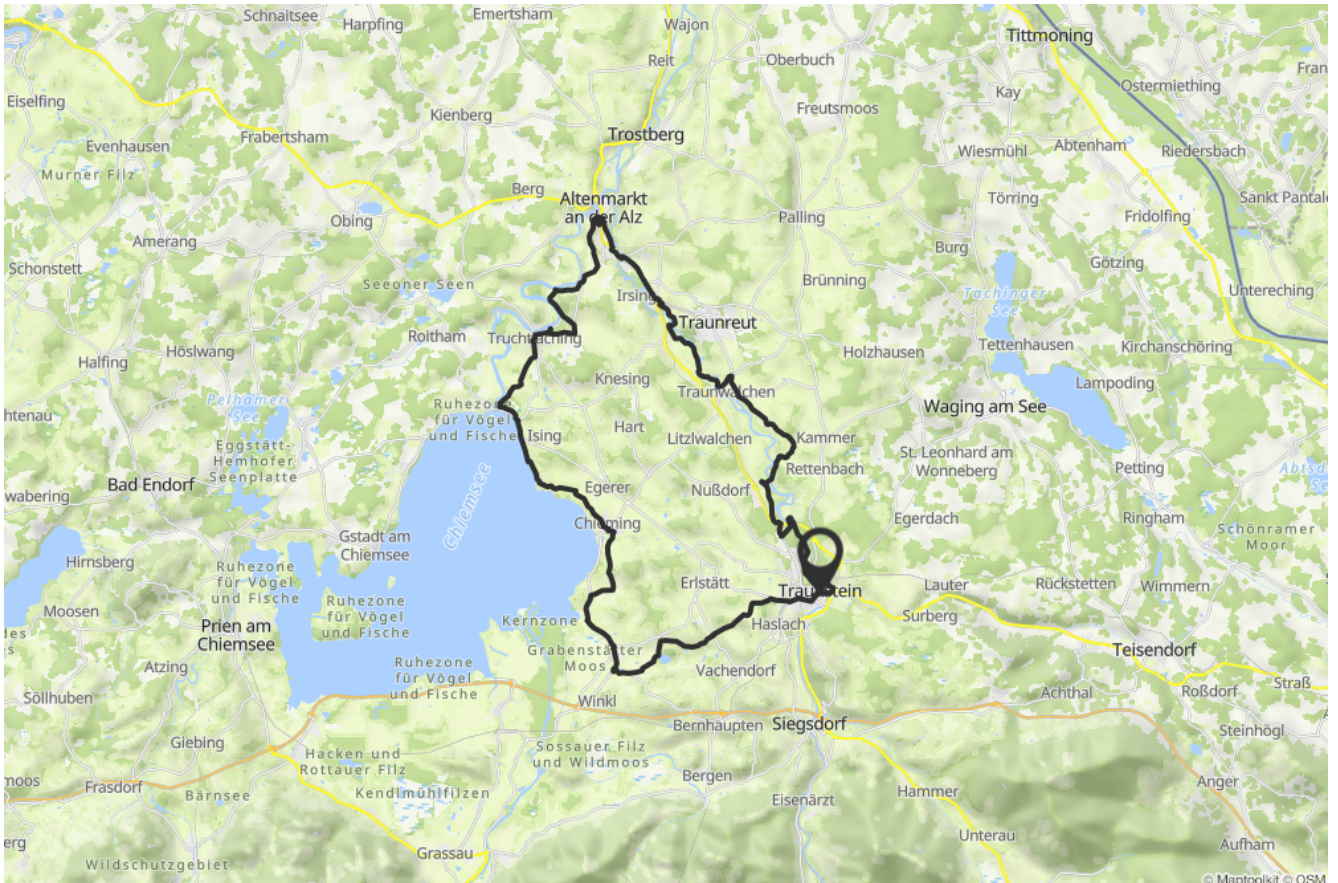 Schnaitsee
Emertsham
Harpfing
Wajon
Tittmoning
Reit
Oberbuch
Ostermiething
Eiselfing
Kienberg
Freutsmoos
Kay
Frabertsham
Trostberg
Evenhausen
Wiesmühl
Abtenham
Riedersbach
Murner Filz
Berg
Altenmarkt
an der Alz
Törring
Obing
Palling
Fridolfing
Amerang
Burg
Götzing
Schonstett
Seeoner Seen
Irsing
Brünning
Tachinger
See
Untereching
Traunreut
Roitham
Truchtlaching
Tettenhausen
Kirchanschöring
Höslwang
Holzhausen
Halfing
Knesing
Lampoding
Pelhamer
See
Traunwalchen
Waging am See
Ruhezone
für Vögel
und Fische
Hart
Ising
Litzlwalchen
Kammer
Eggstätt-
Hemhofer
Seenplatte
St. Leonhard am
Wonneberg
Rettenbach
Petting
Bad Endorf
Egerer
Nußdorf
Chiemsee
Chieming
Egerdach
Ringham
Schönramer
Moor
Gstadt am
Chiemsee
Hirnsberg
Ruhezone
für Vögel
und Fische
Erlstätt
Traunstein
Lauter
Rückstetten
Wimmern
Moosen
Ruhezone
für Vögel
und Fische
Prien am
Chiemsee
Kernzone
Haslach
Surberg
Grabenstätter
Moos
Teisendorf
Atzing
Ruhezone
für Vögel
und Fische
Vachendorf
Söllhuben
Winkl
Achthal
Roßdorf
Straß
Bernhaupten
Siegsdorf
Steinhögl
Giebing
Hacken und
Rottauer Filz
Sossauer Filz
und Wildmoos
Bergen
Anger
Frasdorf
Bärnsee
Kendlmühlfilzen
Eisenärzt
Hammer
Unterau
Aufham
Grassau
Wildschutzgebiet
© Maptoolkit © OSM